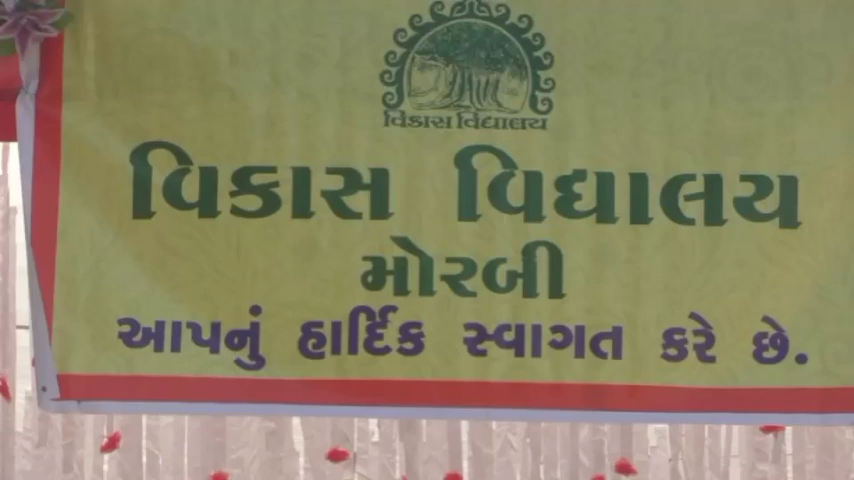 વિકાસ વિદ્યાલય
વિકાસ વિદ્યાલય
મોરબી
આપનું હાર્દિક સ્વાગત કરે છે.